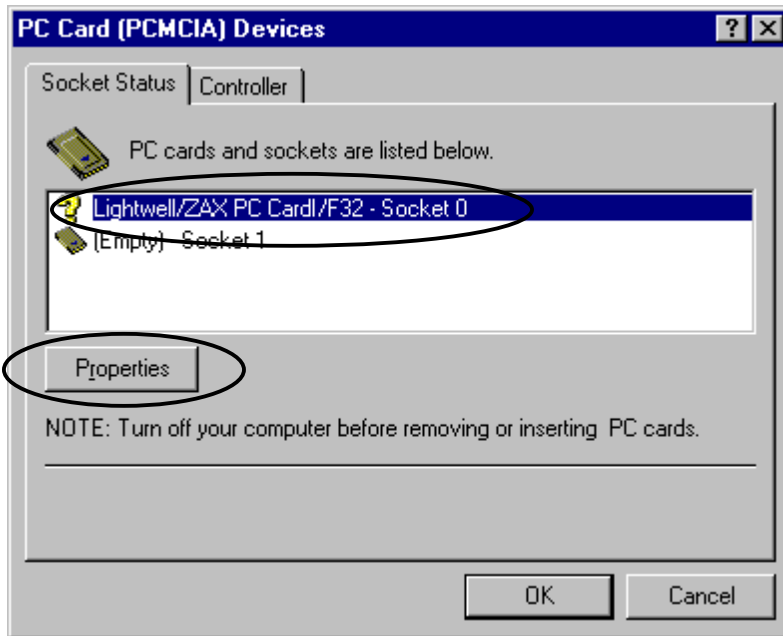 PC Card (PCMCIA) Devices
Socket Status
Controller
PC cards and sockets are listed below.
Lightwell/ZAX PC CardI/F32 - Socket 0
(Empty) - Socket 1
Properties
NOTE: Turn off your computer before removing or inserting PC cards.
OK
Cancel